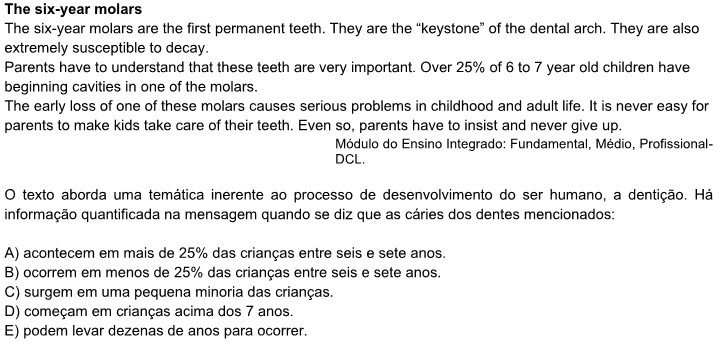 The six-year molars
The six-year molars are the first permanent teeth. They are the “keystone” of the dental arch. They are also
extremely susceptible to decay.
Parents have to understand that these teeth are very important. Over 25% of 6 to 7 year old children have
beginning cavities in one of the molars.
The early loss of one of these molars causes serious problems in childhood and adult life. It is never easy for
parents to make kids take care of their teeth. Even so, parents have to insist and never give up.
Módulo do Ensino Integrado: Fundamental, Médio, Profissional-
DCL.
O texto aborda uma temática inerente ao processo de desenvolvimento do ser humano, a dentição. Há
informação quantificada na mensagem quando se diz que as cáries dos dentes mencionados:
A) acontecem em mais de 25% das crianças entre seis e sete anos.
B) ocorrem em menos de 25% das crianças entre seis e sete anos.
C) surgem em uma pequena minoria das crianças.
D) começam em crianças acima dos 7 anos.
E) podem levar dezenas de anos para ocorrer.